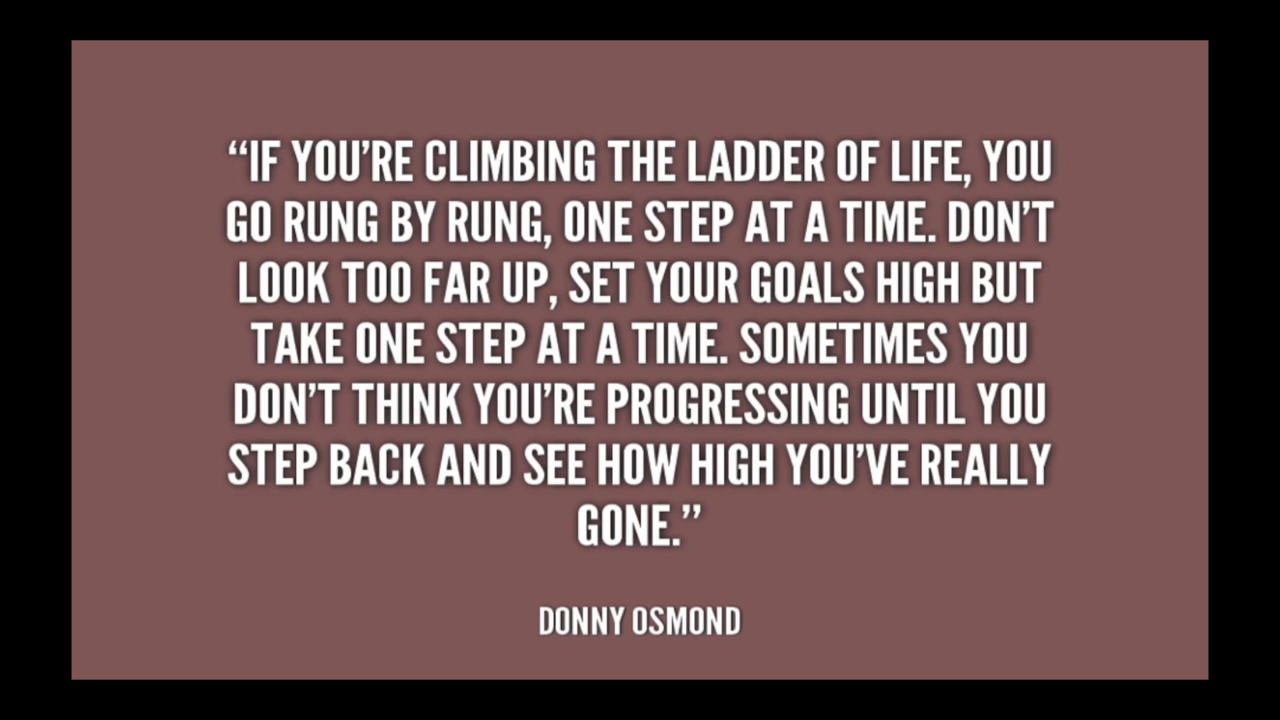 “IF YOU’RE CLIMBING THE LADDER OF LIFE, YOU
GO RUNG BY RUNG, ONE STEP AT A TIME. DON’T
LOOK TOO FAR UP, SET YOUR GOALS HIGH BUT
TAKE ONE STEP AT A TIME. SOMETIMES YOU
DON’T THINK YOU’RE PROGRESSING UNTIL YOU
STEP BACK AND SEE HOW HIGH YOU’VE REALLY
GONE.”
DONNY OSMOND